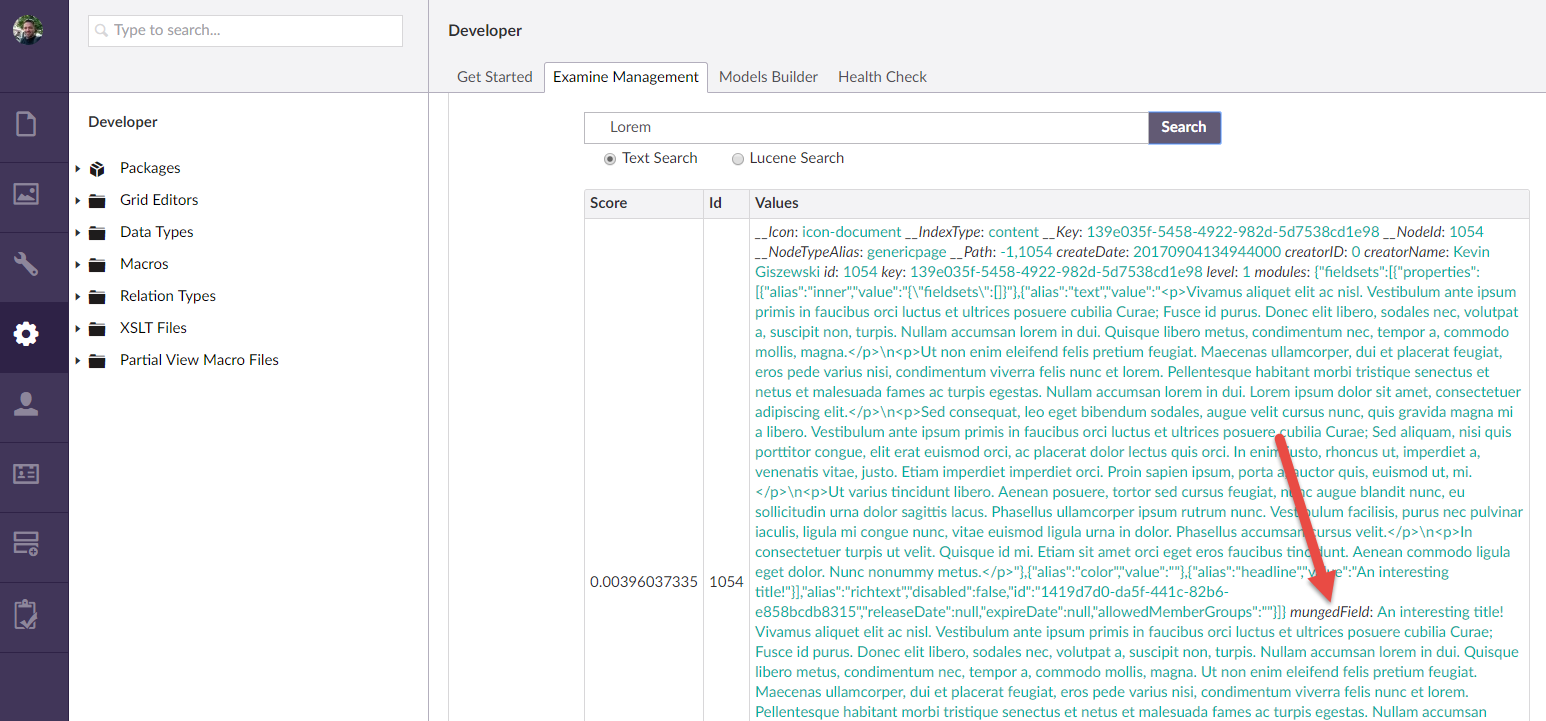 Type to search...
Developer
Packages
Grid Editors
Data Types
Macros
Relation Types
XSLT Files
Partial View Macro Files
Developer
Get Started Examine Management Models Builder Health Check
Lorem Search
Text Search Lucene Search
Score Id Values
__Icon: icon-document __IndexType: content __Key: 139e035f-5458-4922-982d-5d7538cd1e98 __NodeId: 1054
__NodeTypeAlias: genericpage __Path: -1,1054 createDate: 20170904134944000 creatorID: 0 creatorName: Kevin
Giszewski id: 1054 key: 139e035f-5458-4922-982d-5d7538cd1e98 level: 1 modules: {"fieldsets":[{"properties":
[{"alias":"inner","value":"{\"fieldsets\":[]}"},{"alias":"text","value":"<p>Vivamus aliquet elit ac nisl. Vestibulum ante ipsum
primis in faucibus orci luctus et ultrices posuere cubilia Curae; Fusce id purus. Donec elit libero, sodales nec, volutpat
a, suscipit non, turpis. Nullam accumsan lorem in dui. Quisque libero metus, condimentum nec, tempor a, commodo
mollis, magna.</p>\n<p>Ut non enim eleifend felis pretium feugiat. Maecenas ullamcorper, dui et placerat feugiat,
eros pede varius nisi, condimentum viverra felis nunc et lorem. Pellentesque habitant morbi tristique senectus et
netus et malesuada fames ac turpis egestas. Nullam accumsan lorem in dui. Lorem ipsum dolor sit amet, consectetuer
adipiscing elit.</p>\n<p>Sed consequat, leo eget bibendum sodales, augue velit cursus nunc, quis gravida magna mi
a libero. Vestibulum ante ipsum primis in faucibus orci luctus et ultrices posuere cubilia Curae; Sed aliquam, nisi quis
porttitor congue, elit erat euismod orci, ac placerat dolor lectus quis orci. In enim justo, rhoncus ut, imperdiet a,
venenatis vitae, justo. Etiam imperdiet imperdiet orci. Proin sapien ipsum, porta a, auctor quis, euismod ut, mi.
</p>\n<p>Ut varius tincidunt libero. Aenean posuere, tortor sed cursus feugiat, nunc augue blandit nunc, eu
sollicitudin urna dolor sagittis lacus. Phasellus ullamcorper ipsum rutrum nunc. Vestibulum facilisis, purus nec pulvinar
iaculis, ligula mi congue nunc, vitae euismod ligula urna in dolor. Phasellus accumsan cursus velit.</p>\n<p>In
consectetuer turpis ut velit. Quisque id mi. Etiam sit amet orci eget eros faucibus tincidunt. Aenean commodo ligula
eget dolor. Nunc nonummy metus.</p>"},{"alias":"color","value":""},{"alias":"headline","value":"An interesting
0.00396037335 1054 title!"}],"alias":"richtext","disabled":false,"id":"1419d7d0-da5f-441c-82b6-
e858bcdb8315","releaseDate":null,"expireDate":null,"allowedMemberGroups":""}]} mungedField: An interesting title!
Vivamus aliquet elit ac nisl. Vestibulum ante ipsum primis in faucibus orci luctus et ultrices posuere cubilia Curae;
Fusce id purus. Donec elit libero, sodales nec, volutpat a, suscipit non, turpis. Nullam accumsan lorem in dui. Quisque
libero metus, condimentum nec, tempor a, commodo mollis, magna. Ut non enim eleifend felis pretium feugiat.
Maecenas ullamcorper, dui et placerat feugiat, eros pede varius nisi, condimentum viverra felis nunc et lorem.
Pellentesque habitant morbi tristique senectus et netus et malesuada fames ac turpis egestas. Nullam accumsan